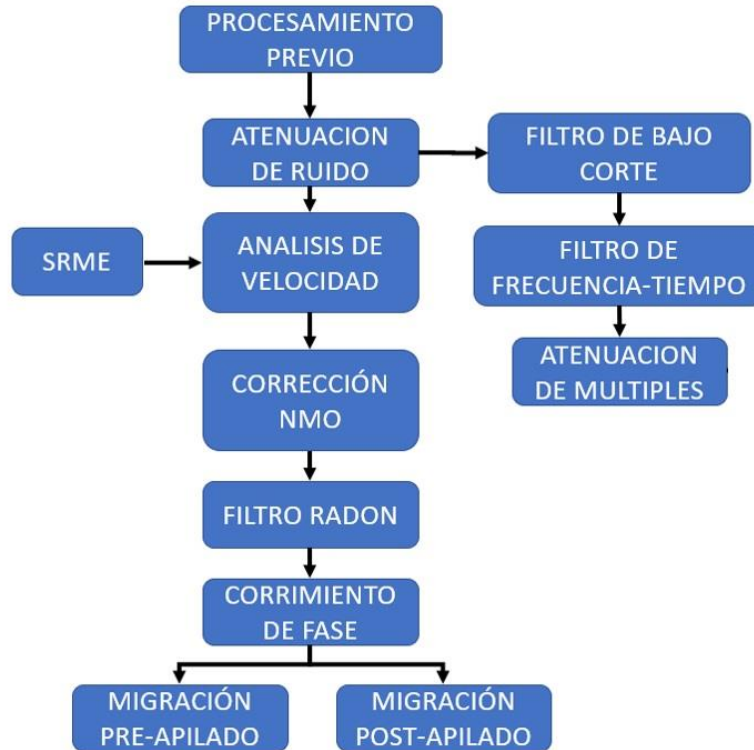 PROCESAMIENTO
PREVIO
ATENUACION
DE RUIDO
FILTRO DE BAJO
CORTE
SRME
ANALISIS DE
VELOCIDAD
FILTRO DE
FRECUENCIA-TIEMPO
ATENUACION
DE MULTIPLES
CORRECCIÓN
NMO
FILTRO RADON
CORRIMIENTO
DE FASE
MIGRACIÓN
PRE-APILADO
MIGRACIÓN
POST-APILADO